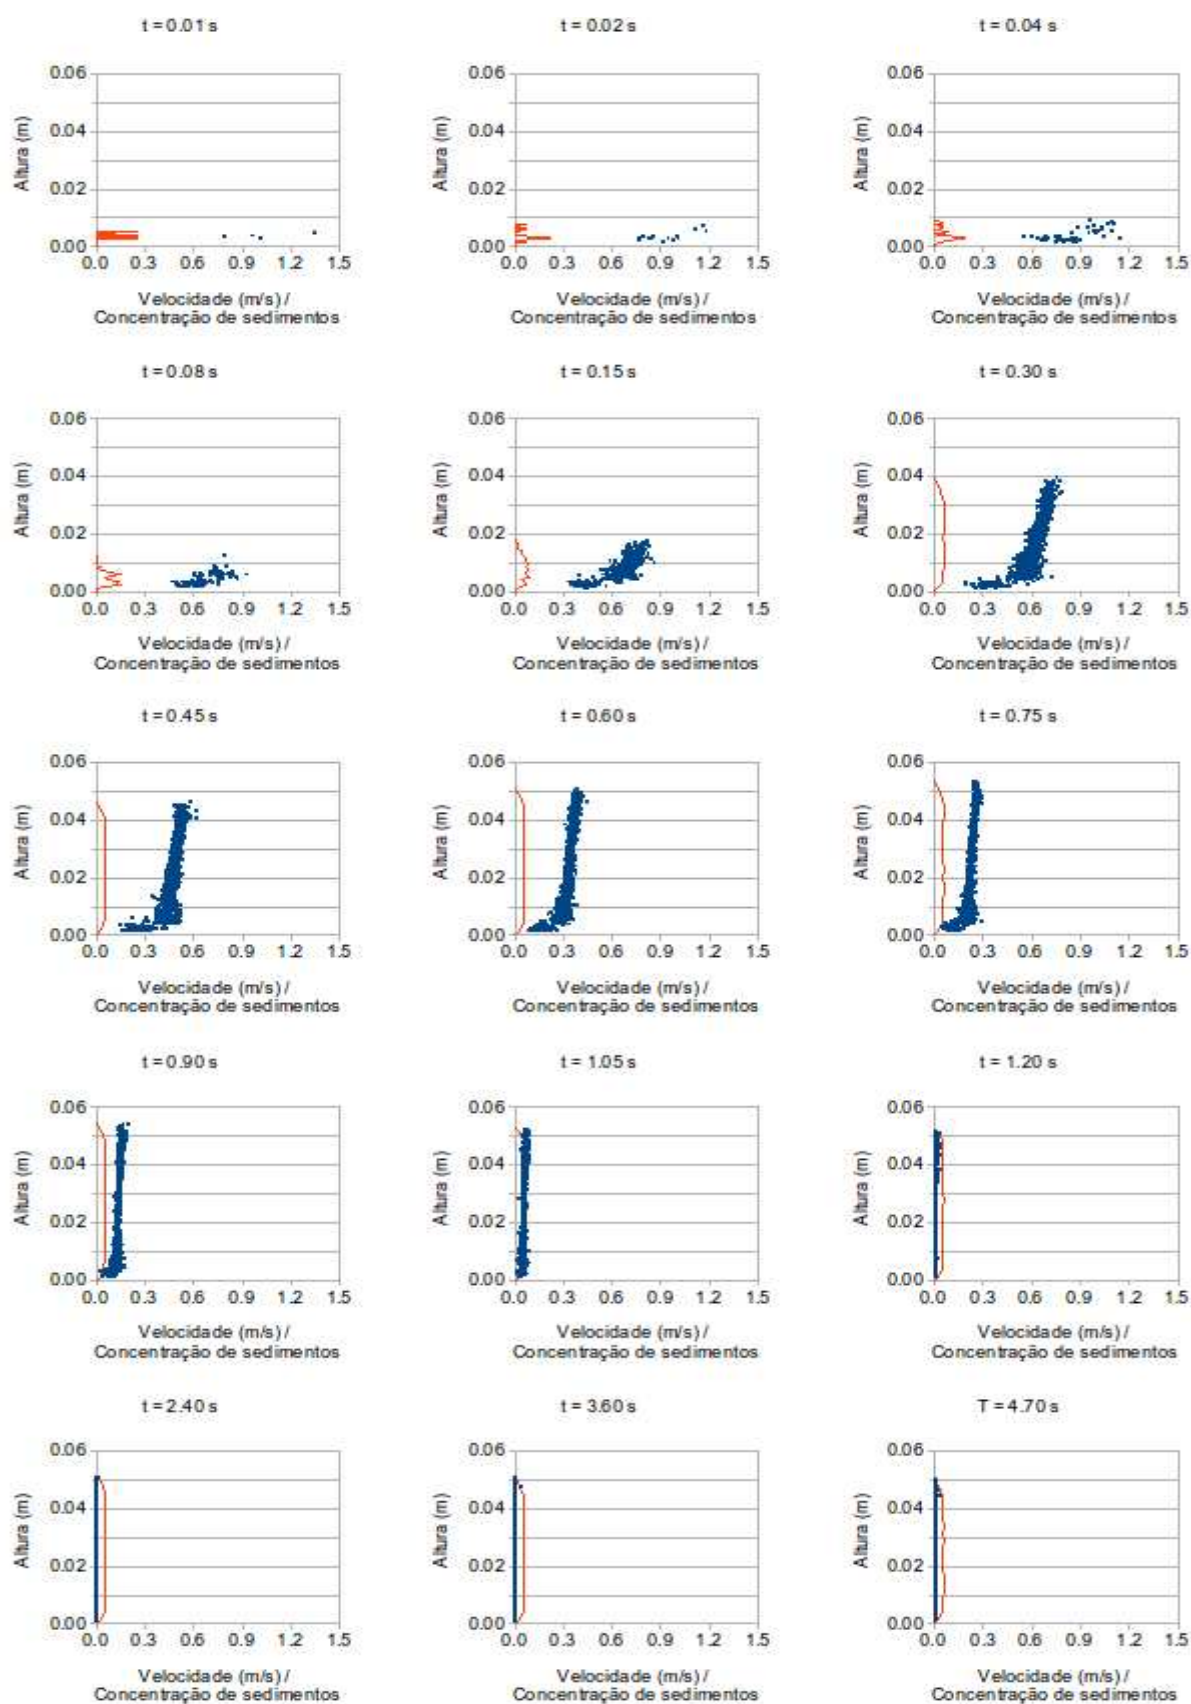 t = 0.01 s
t = 0.02 s
t = 0.04 s
0.06
0.04
0.02
0.00
Altura (m)
0.0 0.3 0.6 0.9 1.2 1.5
Velocidade (m/s) /
Concentração de sedimentos
0.06
0.04
0.02
0.00
Altura (m)
0.0 0.3 0.6 0.9 1.2 1.5
Velocidade (m/s) /
Concentração de sedimentos
0.06
0.04
0.02
0.00
Altura (m)
0.0 0.3 0.6 0.9 1.2 1.5
Velocidade (m/s) /
Concentração de sedimentos
t = 0.08 s
t = 0.15 s
t = 0.30 s
0.06
0.04
0.02
0.00
Altura (m)
0.0 0.3 0.6 0.9 1.2 1.5
Velocidade (m/s) /
Concentração de sedimentos
0.06
0.04
0.02
0.00
Altura (m)
0.0 0.3 0.6 0.9 1.2 1.5
Velocidade (m/s) /
Concentração de sedimentos
0.06
0.04
0.02
0.00
Altura (m)
0.0 0.3 0.6 0.9 1.2 1.5
Velocidade (m/s) /
Concentração de sedimentos
t = 0.45 s
t = 0.60 s
t = 0.75 s
0.06
0.04
0.02
0.00
Altura (m)
0.0 0.3 0.6 0.9 1.2 1.5
Velocidade (m/s) /
Concentração de sedimentos
0.06
0.04
0.02
0.00
Altura (m)
0.0 0.3 0.6 0.9 1.2 1.5
Velocidade (m/s) /
Concentração de sedimentos
0.06
0.04
0.02
0.00
Altura (m)
0.0 0.3 0.6 0.9 1.2 1.5
Velocidade (m/s) /
Concentração de sedimentos
t = 0.90 s
t = 1.05 s
t = 1.20 s
0.06
0.04
0.02
0.00
Altura (m)
0.0 0.3 0.6 0.9 1.2 1.5
Velocidade (m/s) /
Concentração de sedimentos
0.06
0.04
0.02
0.00
Altura (m)
0.0 0.3 0.6 0.9 1.2 1.5
Velocidade (m/s) /
Concentração de sedimentos
0.06
0.04
0.02
0.00
Altura (m)
0.0 0.3 0.6 0.9 1.2 1.5
Velocidade (m/s) /
Concentração de sedimentos
t = 2.40 s
t = 3.60 s
T = 4.70 s
0.06
0.04
0.02
0.00
Altura (m)
0.0 0.3 0.6 0.9 1.2 1.5
Velocidade (m/s) /
Concentração de sedimentos
0.06
0.04
0.02
0.00
Altura (m)
0.0 0.3 0.6 0.9 1.2 1.5
Velocidade (m/s) /
Concentração de sedimentos
0.06
0.04
0.02
0.00
Altura (m)
0.0 0.3 0.6 0.9 1.2 1.5
Velocidade (m/s) /
Concentração de sedimentos